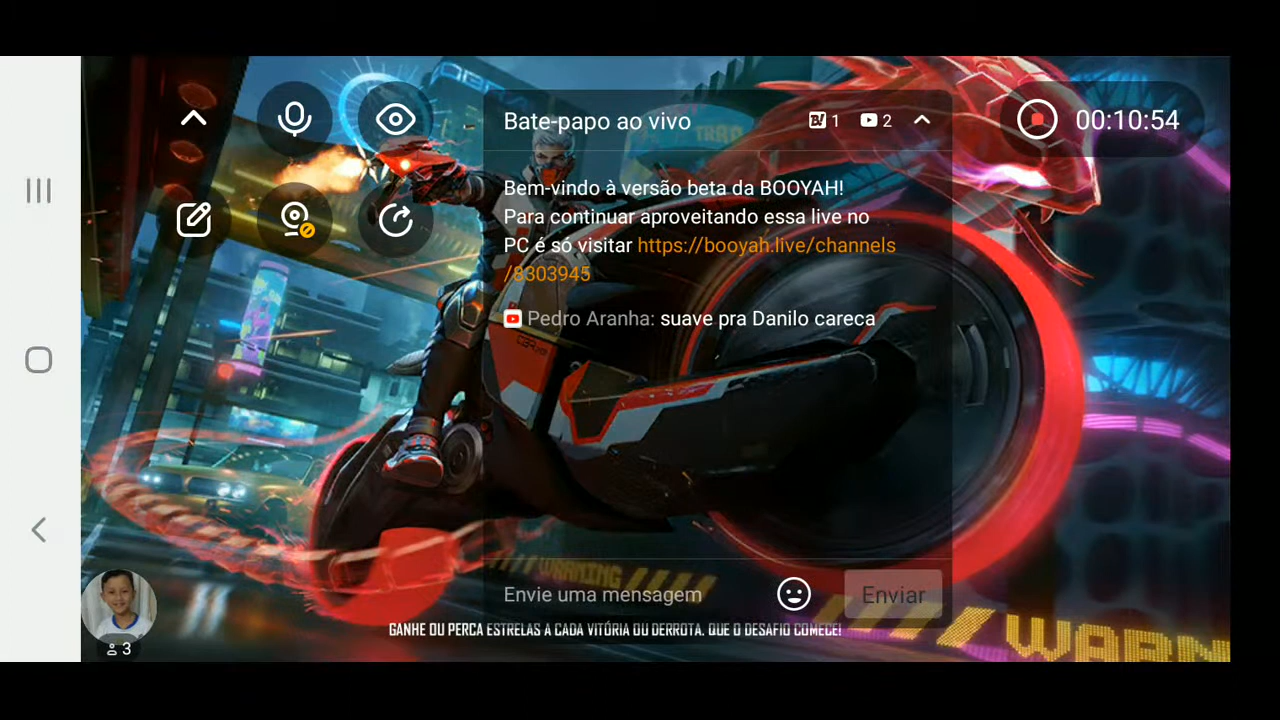 Bate-papo ao vivo
1
2
00:10:54
Bem-vindo à versão beta da BOOYAH!
Para continuar aproveitando essa live no
PC é só visitar https://booyah.live/channels
/8303945
Pedro Aranha: suave pra Danilo careca
WARNING
Envie uma mensagem
Enviar
GANHE OU PERCA ESTRELAS A CADA VITÓRIA OU DERROTA. QUE O DESAFIO COMECE!
WARN
3